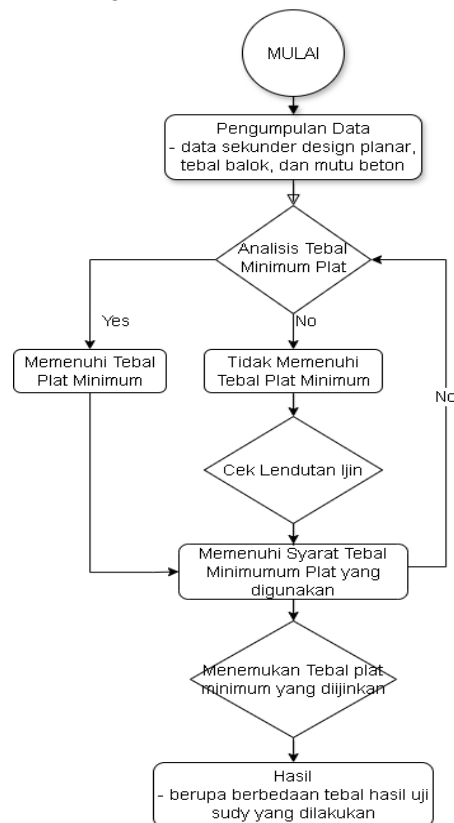 MULAI
Pengumpulan Data
- data sekunder design planar,
tebal balok, dan mutu beton
Analisis Tebal
Minimum Plat
Yes
No
Memenuhi Tebal
Plat Minimum
Tidak Memenuhi
Tebal Plat Minimum
No
Cek Lendutan Ijin
Memenuhi Syarat Tebal
Minimumum Plat yang
digunakan
Menemukan Tebal plat
minimum yang diijinkan
Hasil
- berupa berbedaan tebal hasil uji
sudy yang dilakukan